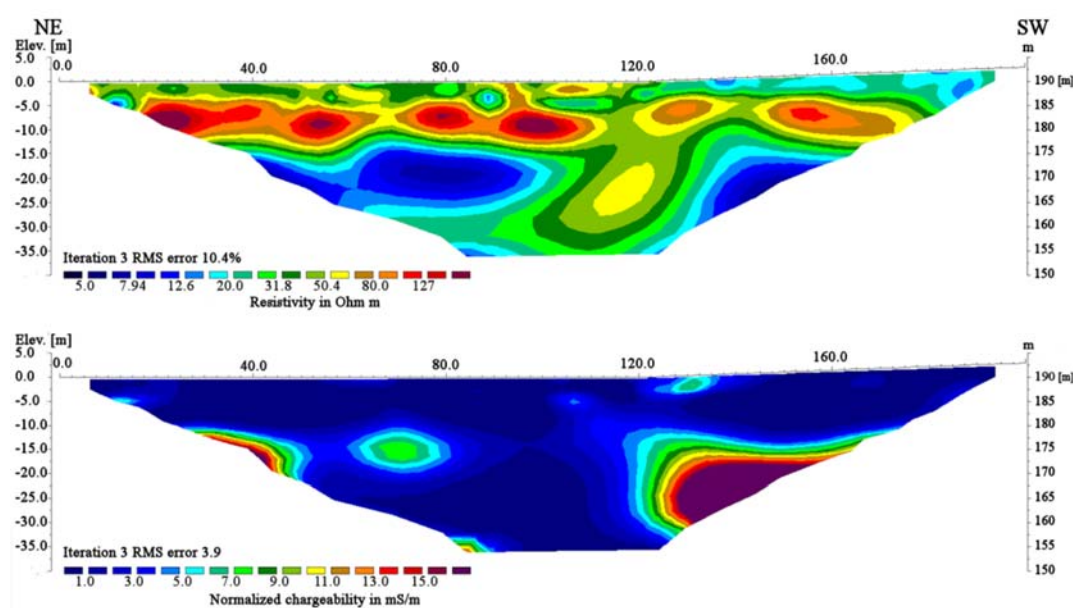 NE SW
Elev. [m] m
5.0 0.0 40.0 80.0 120.0 160.0
0.0 190 [m]
-5.0 185
-10.0 180
-15.0 175
-20.0 170
-25.0 165
-30.0 160
-35.0 155
150
Iteration 3 RMS error 10.4%
5.0 7.94 12.6 20.0 31.8 50.4 80.0 127
Resistivity in Ohm m
Elev. [m] m
5.0 0.0 40.0 80.0 120.0 160.0
0.0 190 [m]
-5.0 185
-10.0 180
-15.0 175
-20.0 170
-25.0 165
-30.0 160
-35.0 155
150
Iteration 3 RMS error 3.9
1.0 3.0 5.0 7.0 9.0 11.0 13.0 15.0
Normalized chargeability in mS/m